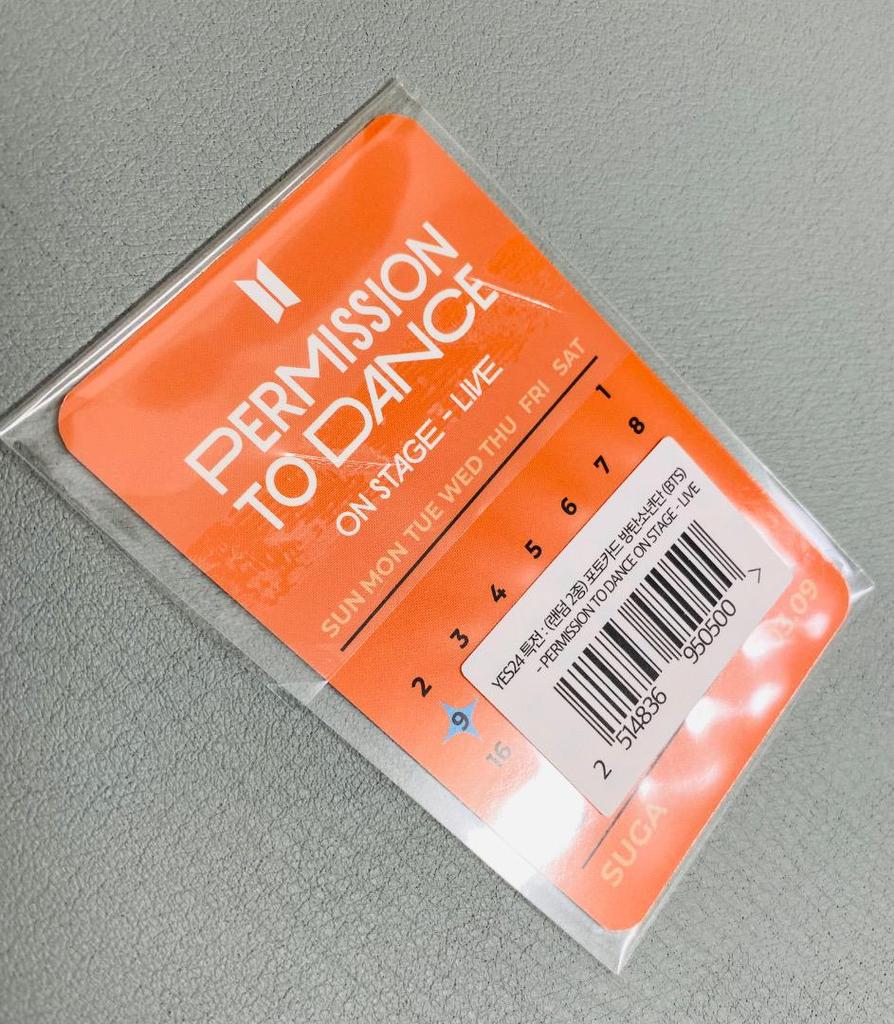 PERMISSION
TO DANCE
ON STAGE - LIVE
SUN MON TUE WED THU FRI SAT
1
2 3 4 5 6 7 8
9
16
YES24 특전 : (랜덤 2종) 포토카드 방탄소년단 (BTS)
- PERMISSION TO DANCE ON STAGE - LIVE
2 514836 950500 >
SUGA 03.09